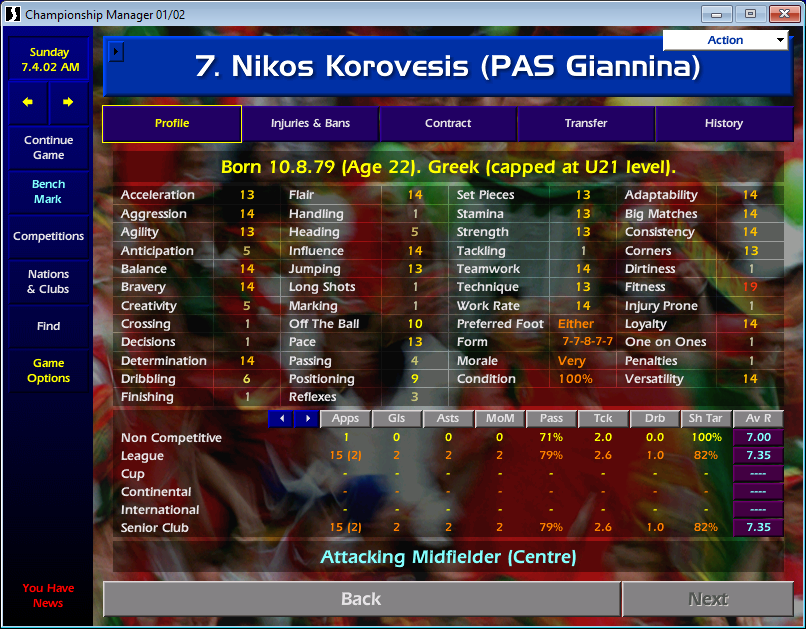 Championship Manager 01/02
Sunday
7.4.02 AM
Continue
Game
Bench
Mark
Competitions
Nations
& Clubs
Find
Game
Options
You Have
News
Action
7. Nikos Korovesis (PAS Giannina)
Profile Injuries & Bans Contract Transfer History
Born 10.8.79 (Age 22). Greek (capped at U21 level).
Acceleration 13 Flair 14 Set Pieces 13 Adaptability 14
Aggression 14 Handling 1 Stamina 13 Big Matches 14
Agility 13 Heading 5 Strength 13 Consistency 14
Anticipation 5 Influence 14 Tackling 1 Corners 13
Balance 14 Jumping 13 Teamwork 14 Dirtiness 1
Bravery 14 Long Shots 1 Technique 13 Fitness 19
Creativity 5 Marking 1 Work Rate 14 Injury Prone 1
Crossing 1 Off The Ball 10 Preferred Foot Either Loyalty 14
Decisions 1 Pace 13 Form 7-7-8-7-7 One on Ones 1
Determination 14 Passing 4 Morale Very Penalties 1
Dribbling 6 Positioning 9 Condition 100% Versatility 14
Finishing 1 Reflexes 3
Apps Gls Asts MoM Pass Tck Drb Sh Tar Av R
Non Competitive 1 0 0 0 71% 2.0 0.0 100% 7.00
League 15 (2) 2 2 2 79% 2.6 1.0 82% 7.35
Cup - - - - - - - - ----
Continental - - - - - - - - ----
International - - - - - - - - ----
Senior Club 15 (2) 2 2 2 79% 2.6 1.0 82% 7.35
Attacking Midfielder (Centre)
Back Next